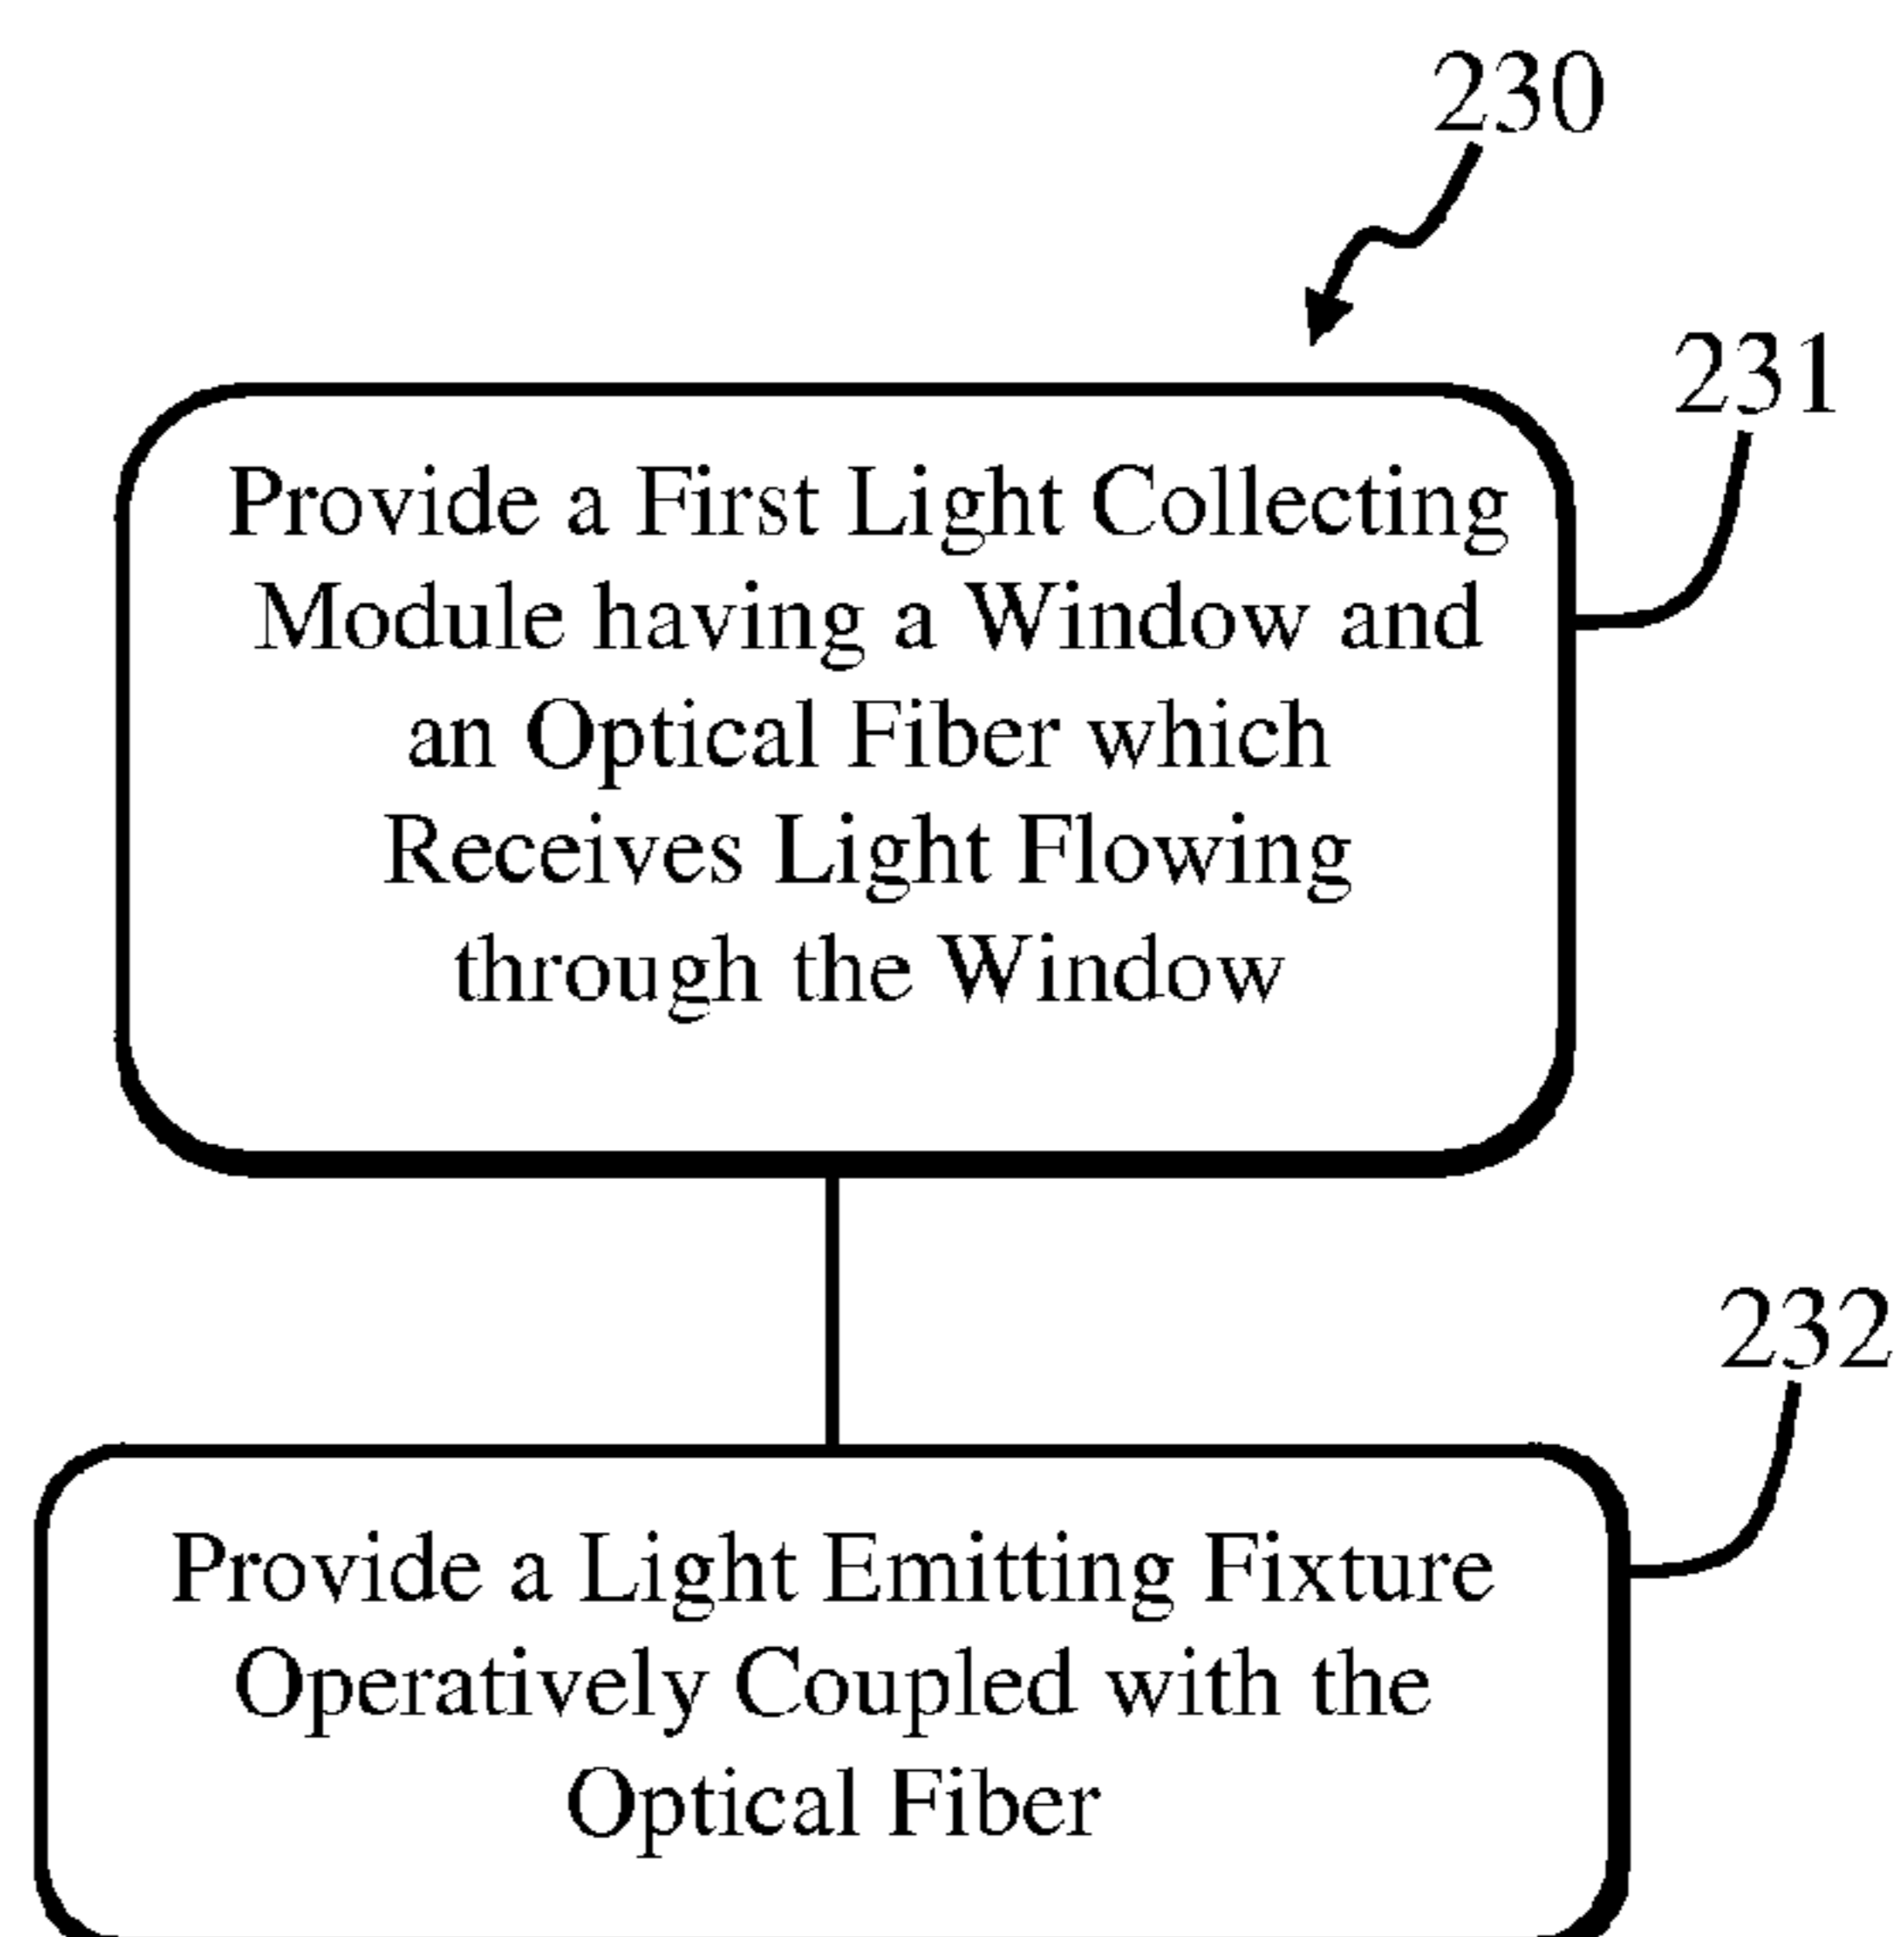 230
231
Provide a First Light Collecting
Module having a Window and
an Optical Fiber which
Receives Light Flowing
through the Window
232
Provide a Light Emitting Fixture
Operatively Coupled with the
Optical Fiber